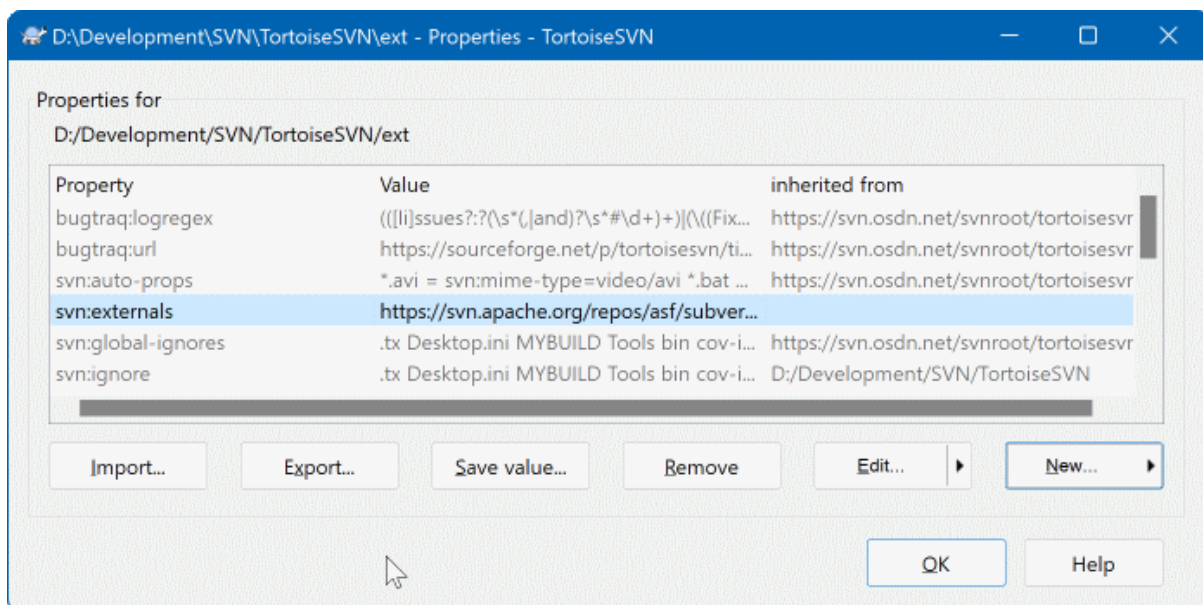 D:\Development\SVN\TortoiseSVN\ext - Properties - TortoiseSVN
Properties for
D:/Development/SVN/TortoiseSVN/ext
Property Value inherited from
bugtraq:logregex (([Ii]ssues?:?(\s*(,|and)?\s*#\d+)+)|(\((Fix... https://svn.osdn.net/svnroot/tortoisesvr
bugtraq:url https://sourceforge.net/p/tortoisesvn/ti... https://svn.osdn.net/svnroot/tortoisesvr
svn:auto-props *.avi = svn:mime-type=video/avi *.bat ... https://svn.osdn.net/svnroot/tortoisesvr
svn:externals https://svn.apache.org/repos/asf/subver...
svn:global-ignores .tx Desktop.ini MYBUILD Tools bin cov-i... https://svn.osdn.net/svnroot/tortoisesvr
svn:ignore .tx Desktop.ini MYBUILD Tools bin cov-i... D:/Development/SVN/TortoiseSVN
Import... Export... Save value... Remove Edit... New...
OK Help